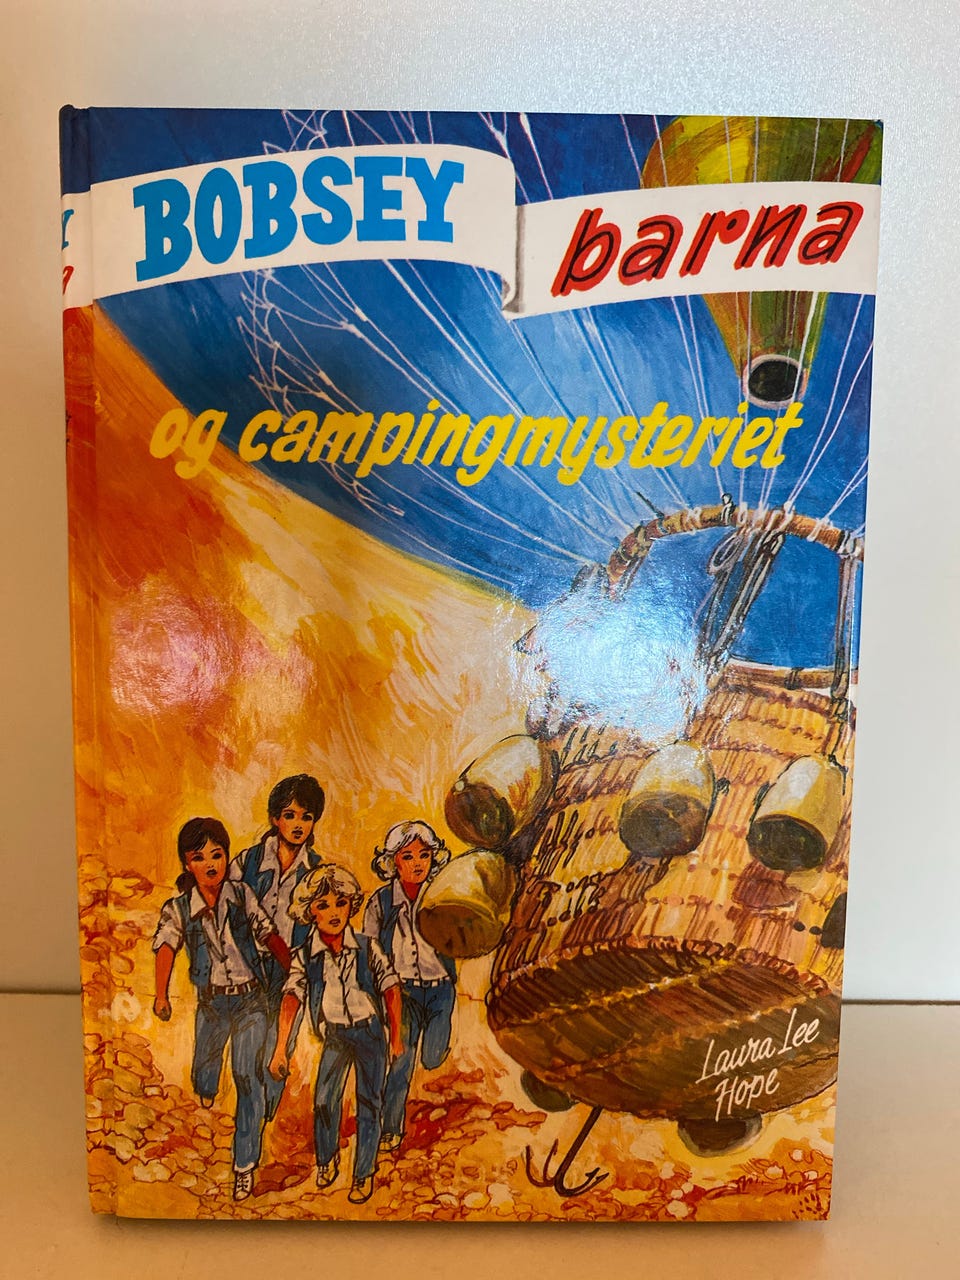 BOBSEY barna
og campingmysteriet
Laura Lee
Hope